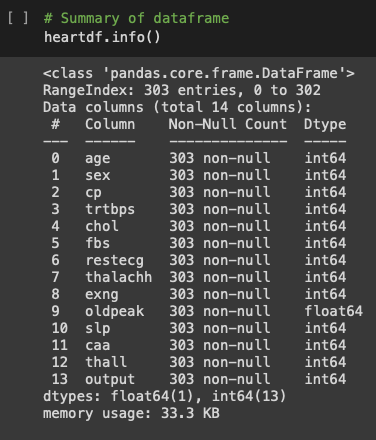 [ ] # Summary of dataframe
heartdf.info()
<class 'pandas.core.frame.DataFrame'>
RangeIndex: 303 entries, 0 to 302
Data columns (total 14 columns):
 #   Column    Non-Null Count  Dtype
---  ------    --------------  -----
 0   age       303 non-null    int64
 1   sex       303 non-null    int64
 2   cp        303 non-null    int64
 3   trtbps    303 non-null    int64
 4   chol      303 non-null    int64
 5   fbs       303 non-null    int64
 6   restecg   303 non-null    int64
 7   thalachh  303 non-null    int64
 8   exng      303 non-null    int64
 9   oldpeak   303 non-null    float64
 10  slp       303 non-null    int64
 11  caa       303 non-null    int64
 12  thall     303 non-null    int64
 13  output    303 non-null    int64
dtypes: float64(1), int64(13)
memory usage: 33.3 KB